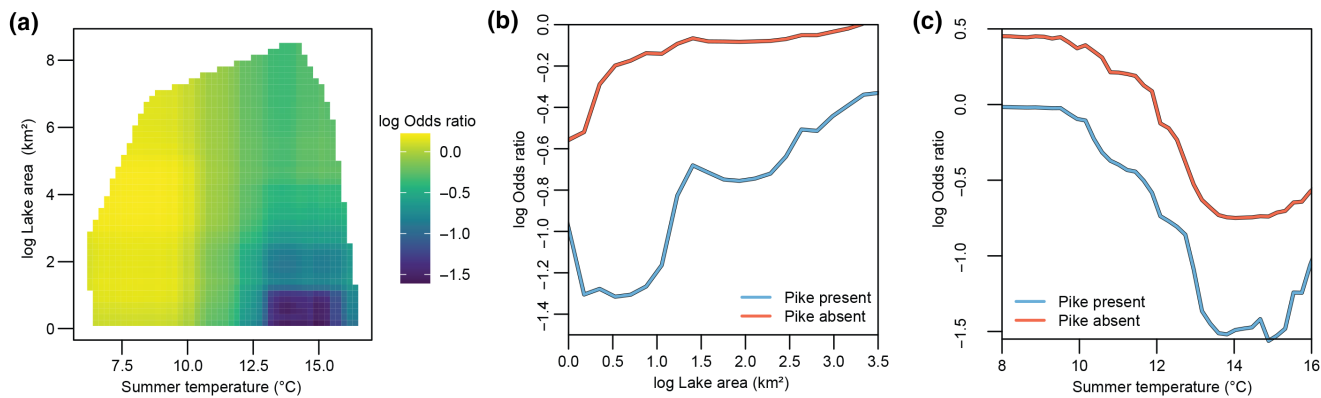 (a)
log Lake area (km²)
8
6
4
2
0
7.5 10.0 12.5 15.0
Summer temperature (°C)
log Odds ratio
0.0
−0.5
−1.0
−1.5
(b)
log Odds ratio
0.0
−0.2
−0.4
−0.6
−0.8
−1.0
−1.2
−1.4
Pike present
Pike absent
0.0 0.5 1.0 1.5 2.0 2.5 3.0 3.5
log Lake area (km²)
(c)
log Odds ratio
0.5
0.0
−0.5
−1.0
−1.5
Pike present
Pike absent
8 10 12 14 16
Summer temperature (°C)